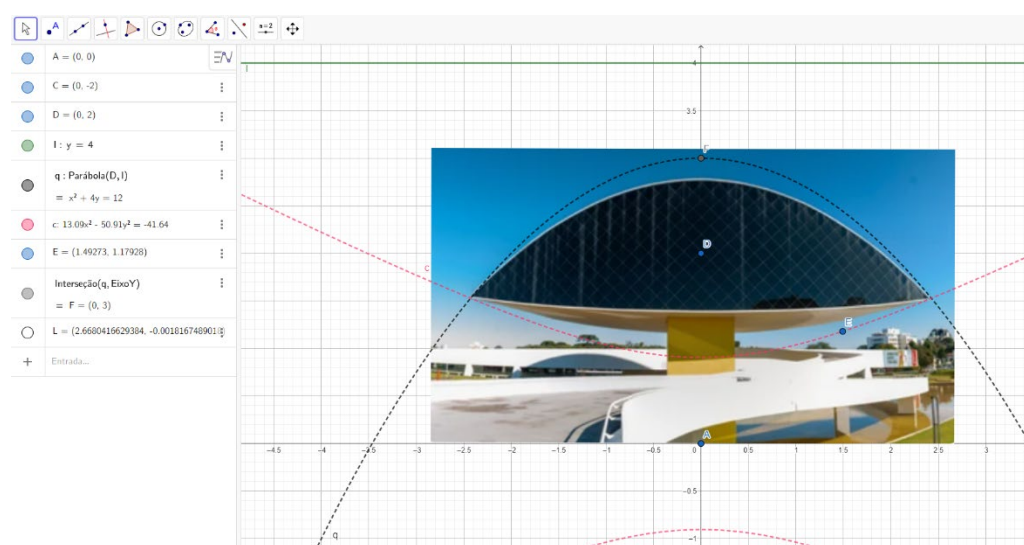 A
a=2
A = (0, 0)
C = (0, -2)
D = (0, 2)
l : y = 4
q : Parábola(D, l)
= x² + 4y = 12
c: 13.09x² - 50.91y² = -41.64
E = (1.49273, 1.17928)
Interseção(q, EixoY)
= F = (0, 3)
L = (2.6680416629384, -0.001816748901
Entrada...
l
4
3.5
F
D
c
E
A
-4.5 -4 -3.5 -3 -2.5 -2 -1.5 -1 -0.5 0 0.5 1 1.5 2 2.5 3
-0.5
q
-1